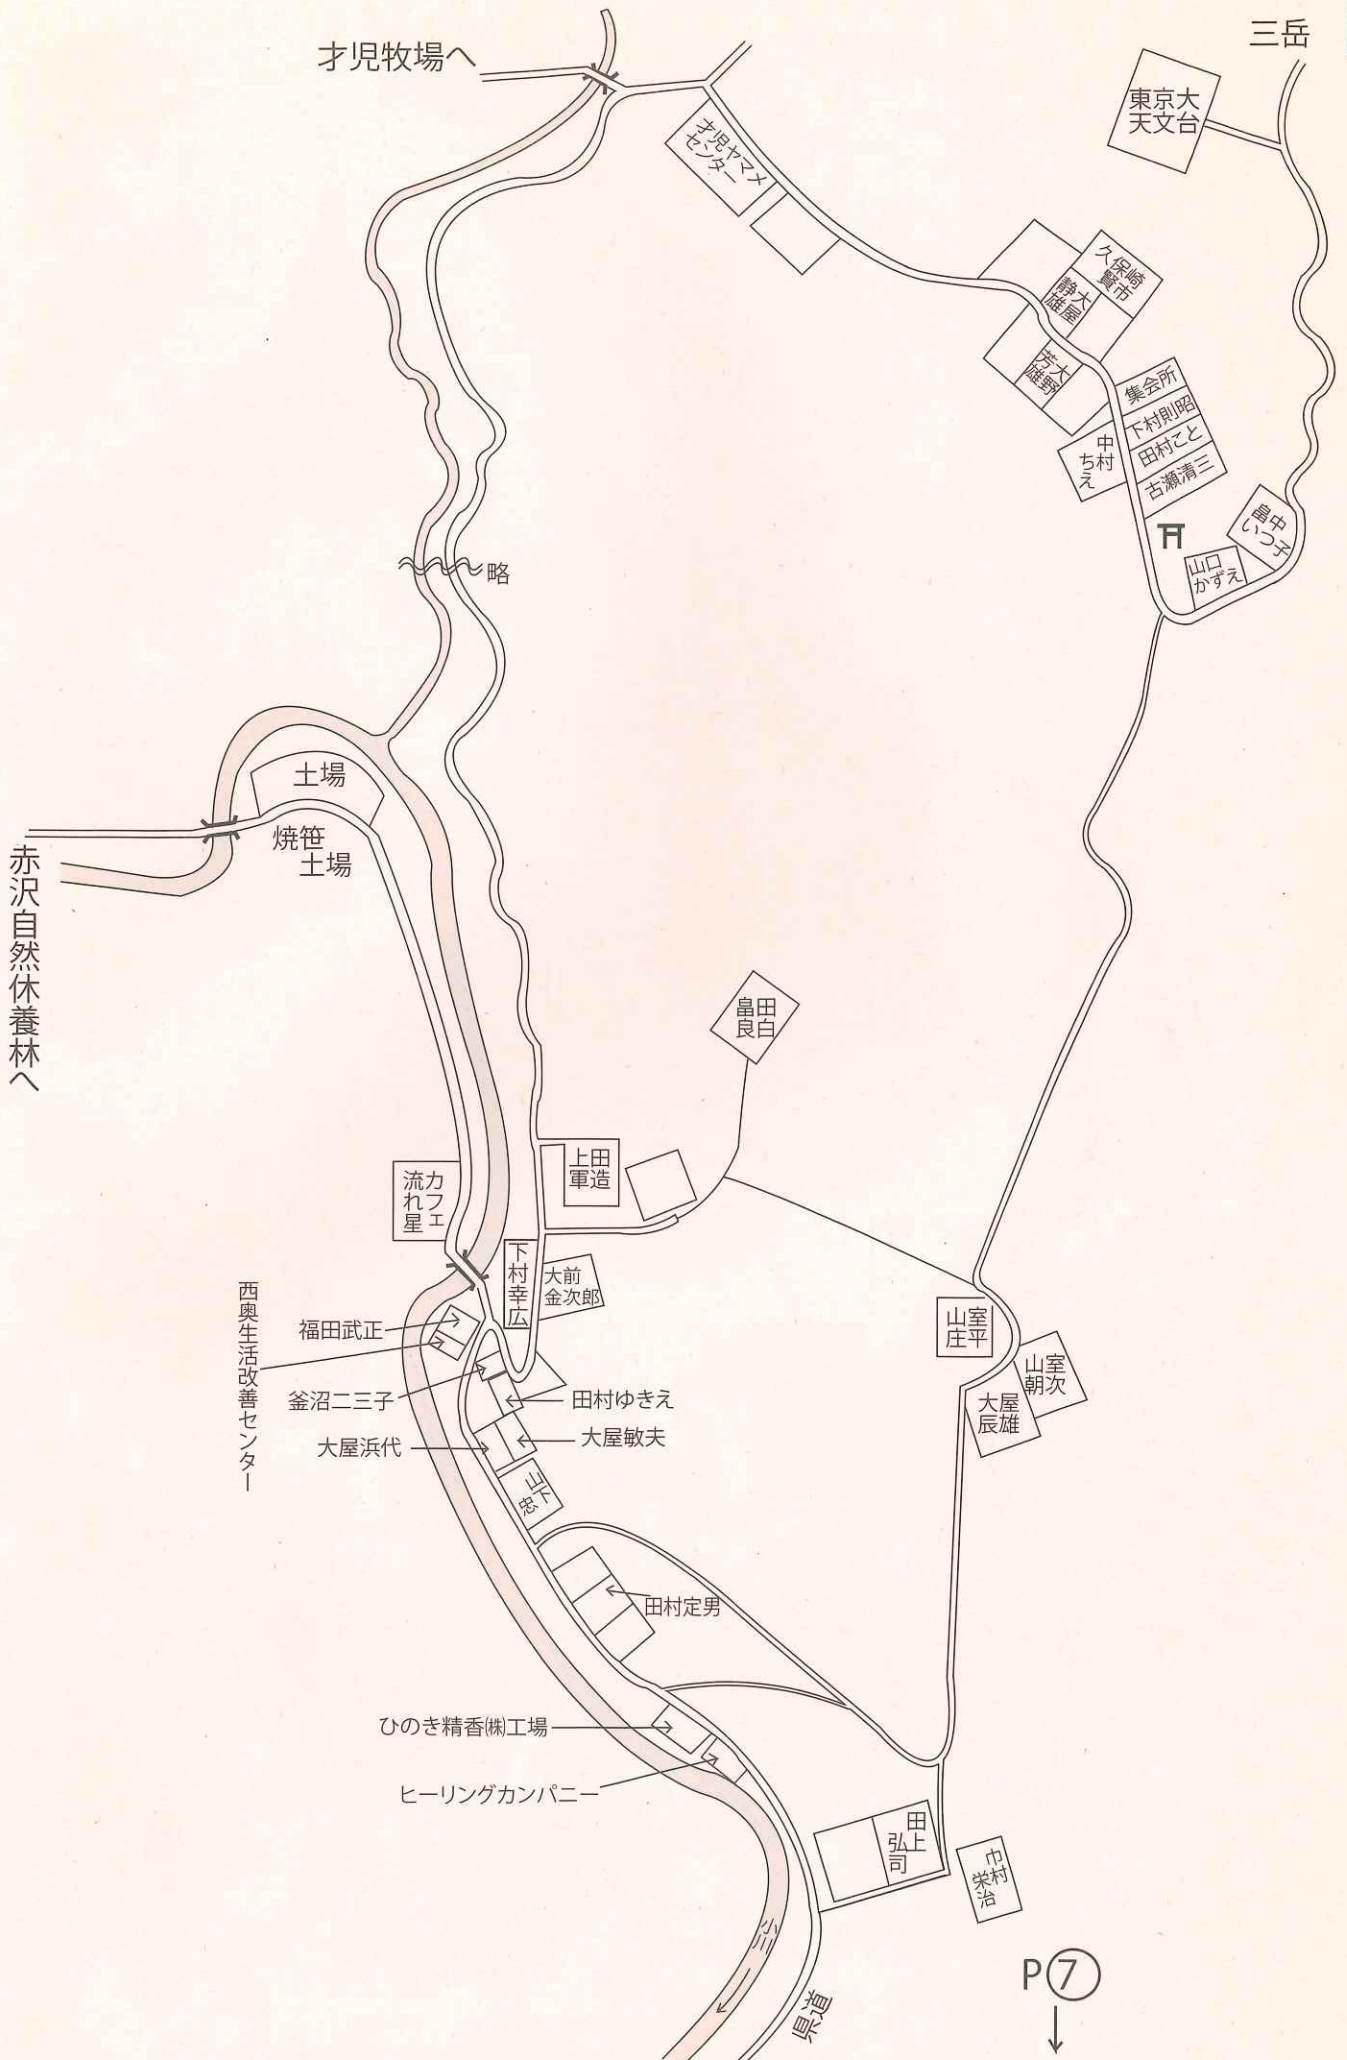 才児牧場へ
三岳
東京大
天文台
才児ヤマメ
センター
久保崎
賢市
大屋
静雄
大野
芳雄
集会所
下村則昭
田村こと
古瀬清三
中村
ちえ
畠中
いつ子
山口
かずえ
略
土場
焼笹
土場
赤沢自然休養林へ
畠田
良白
上田
軍造
カフェ
流れ星
下村幸広
大前
金次郎
西奥生活改善センター
福田武正
釜沼二三子
田村ゆきえ
大屋浜代
大屋敏夫
山下
忠
山室
庄平
山室
朝次
大屋
辰雄
田村定男
ひのき精香㈱工場
ヒーリングカンパニー
田上
弘司
巾村
栄治
小川
県道
P⑦